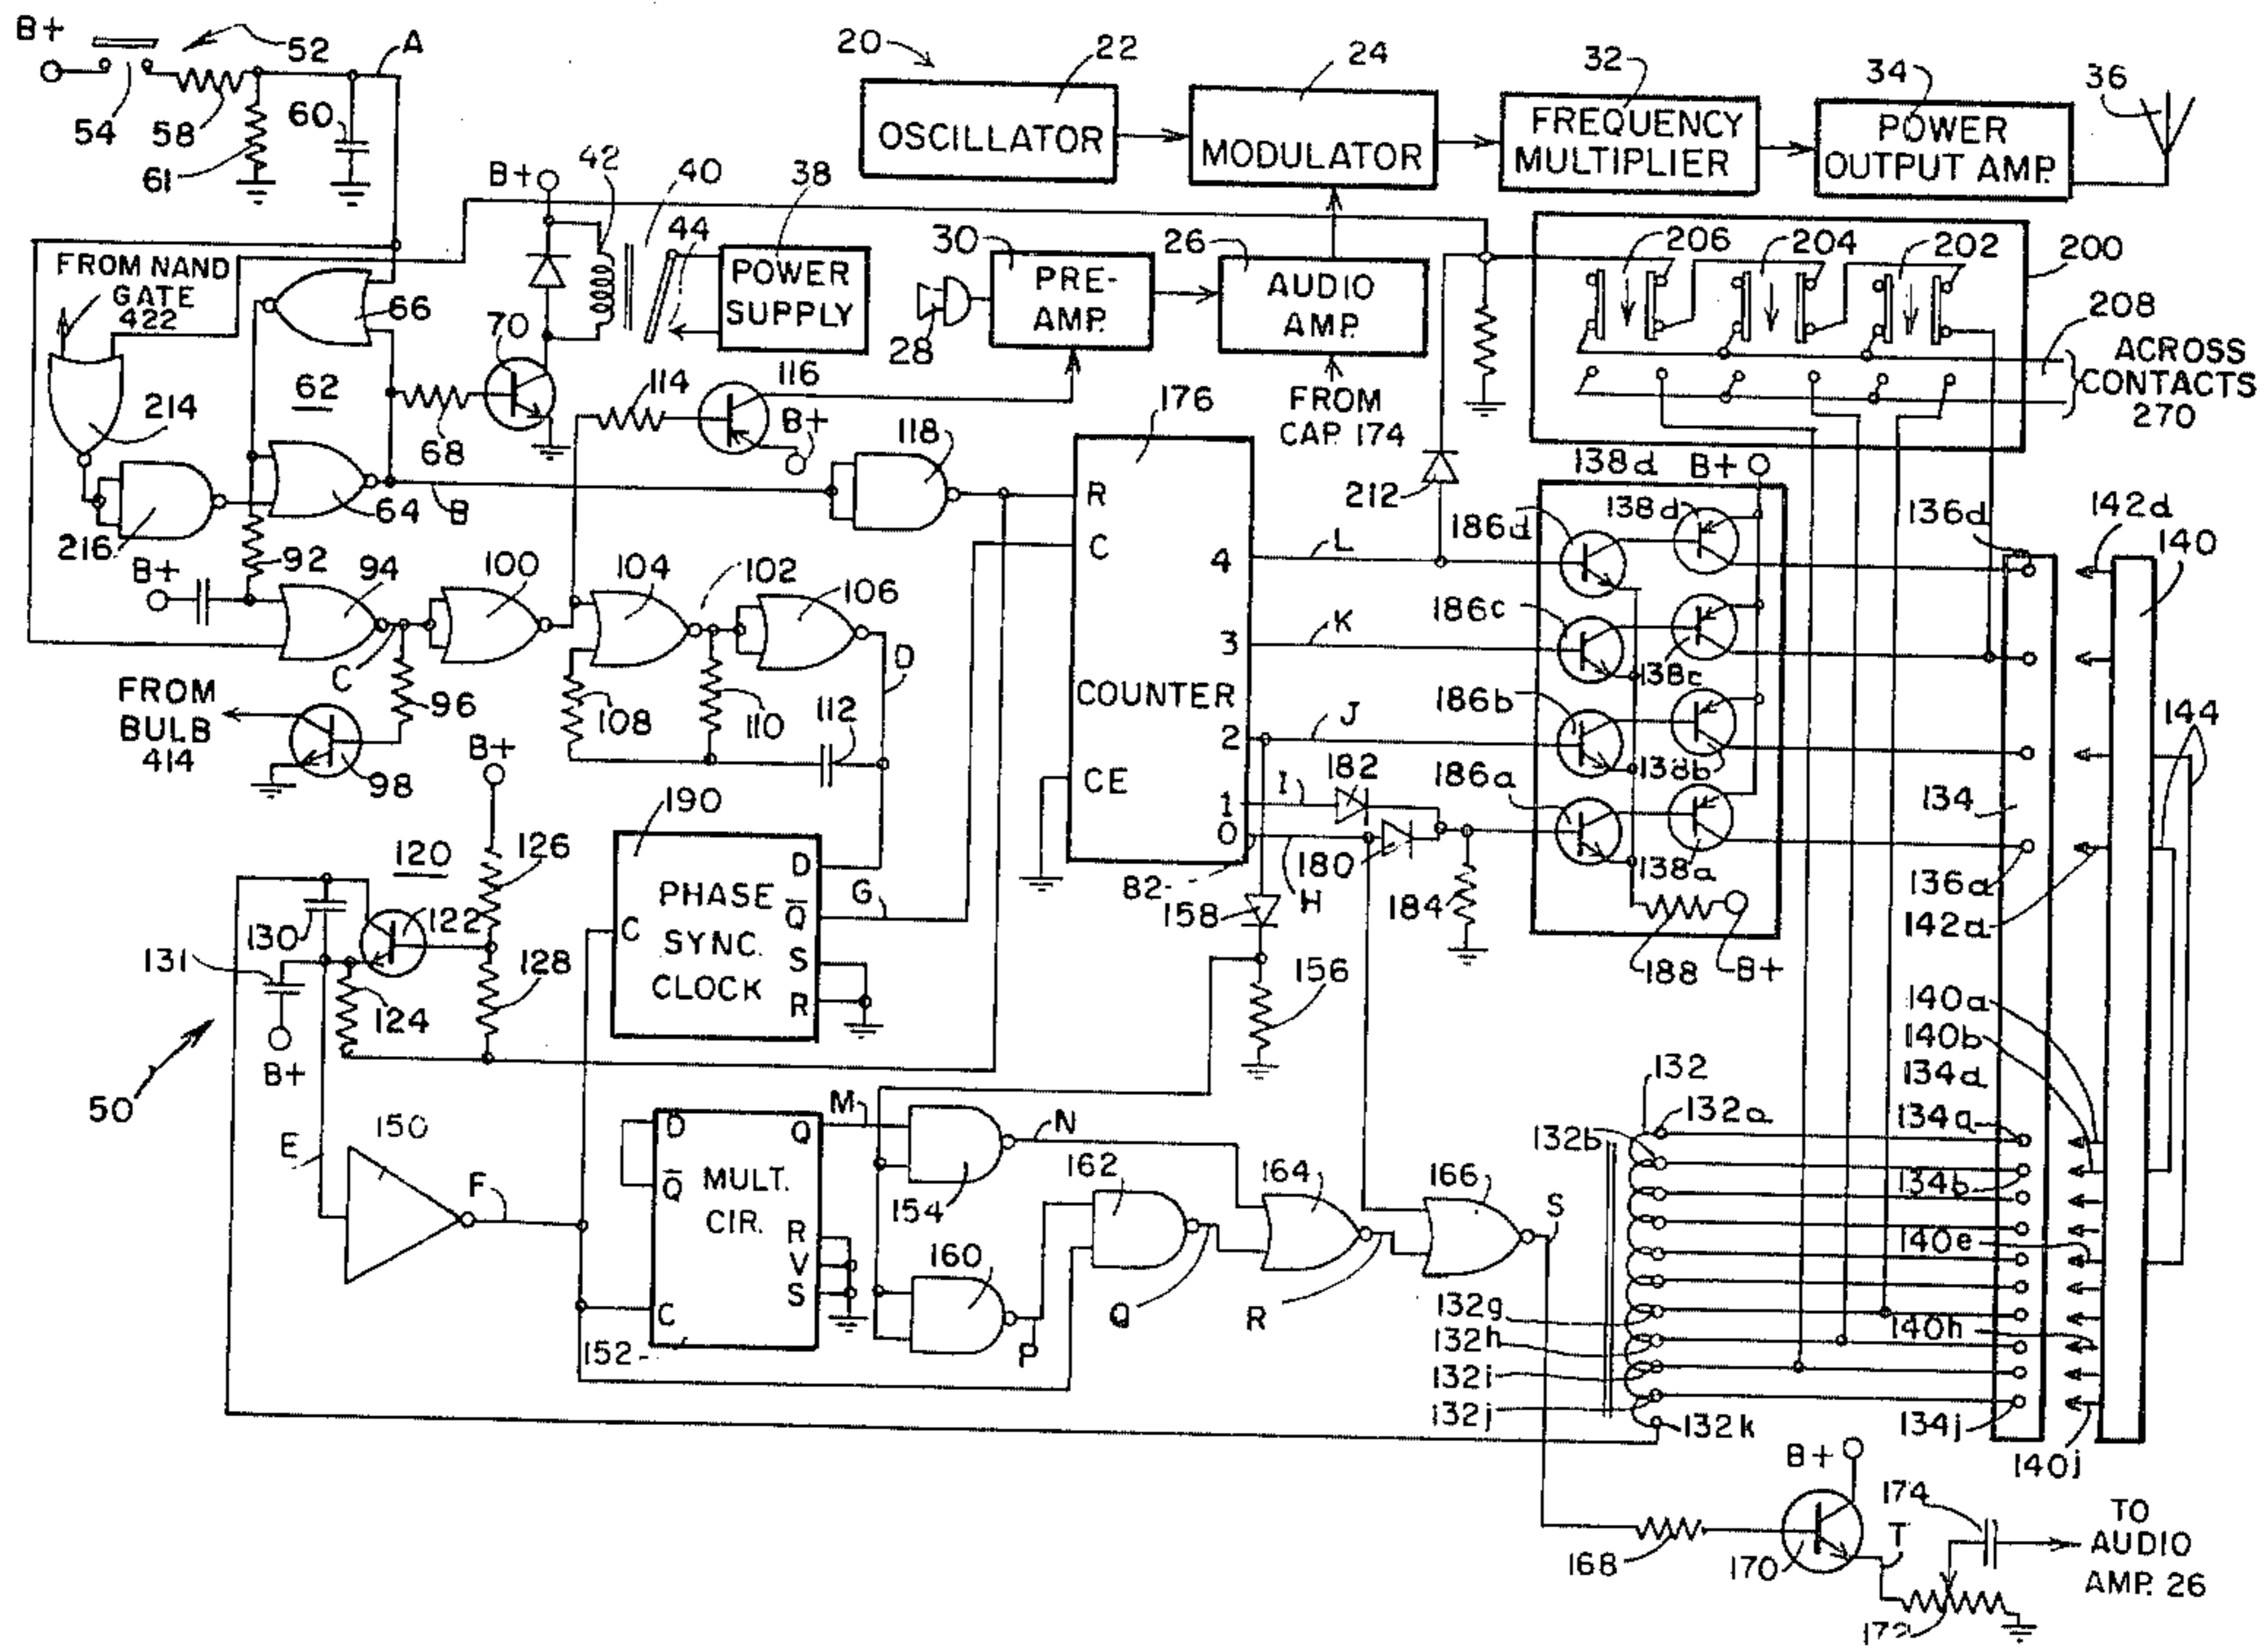 B+
52
A
54
58
61
60
20
22
OSCILLATOR
24
MODULATOR
32
FREQUENCY
MULTIPLIER
34
POWER
OUTPUT AMP.
36
B+
42
40
44
38
POWER
SUPPLY
30
PRE-
AMP.
28
26
AUDIO
AMP.
FROM
CAP. 174
206
204
202
200
208
ACROSS
CONTACTS
270
FROM NAND
GATE
422
66
62
214
70
68
114
116
B+
118
216
64
B
92
B+
94
100
104
102
106
C
96
108
110
112
D
FROM
BULB
414
98
176
R
C
4
3
COUNTER
2
CE
1
0
L
K
J
I
H
82
212
182
180
184
158
156
138d
B+
186d
138d
186c
138c
186b
138b
186a
138a
188
B+
136d
142d
140
134
136a
142a
144
B+
120
126
122
128
130
131
124
B+
50
190
D
PHASE
Q
SYNC.
C
S
CLOCK
R
G
E
150
F
D
Q
Q
MULT.
CIR.
R
V
S
C
152
M
154
N
160
P
162
Q
164
R
166
S
132
132a
132b
132g
132h
132i
132j
132k
140a
140b
134d
134a
134b
140e
140h
134j
140j
168
170
B+
T
174
172
TO
AUDIO
AMP. 26